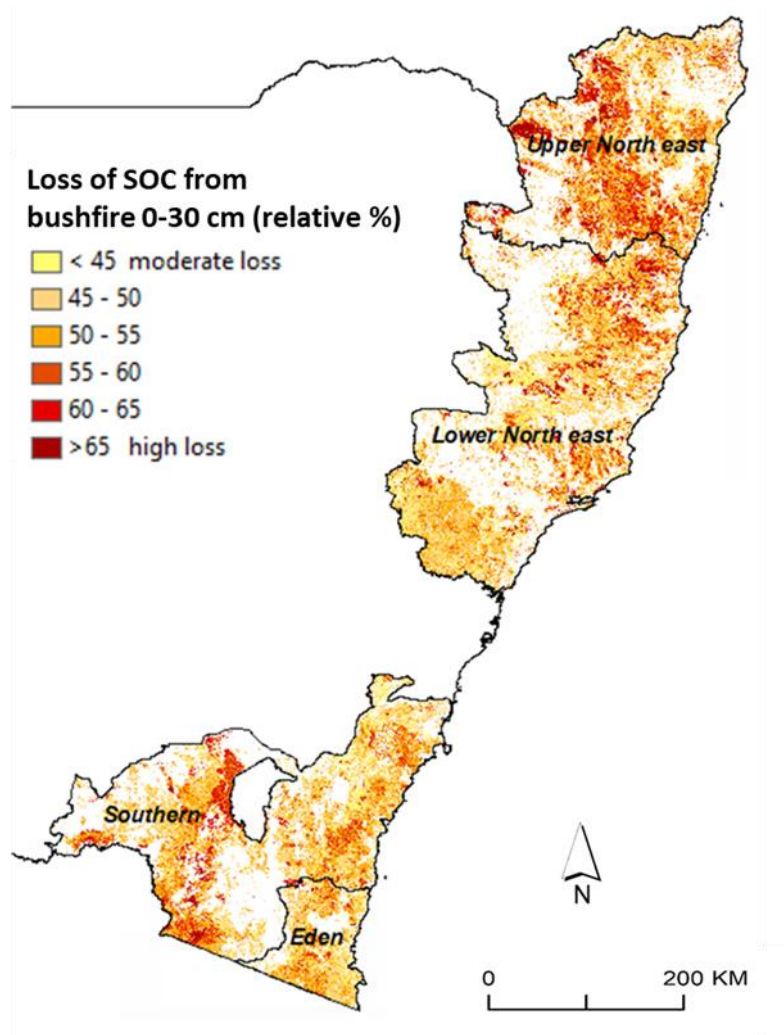 Upper North east
Loss of SOC from
bushfire 0-30 cm (relative %)
< 45 moderate loss
45 - 50
50 - 55
55 - 60
60 - 65
>65 high loss
Lower North east
Southern
Eden
N
0 200 KM